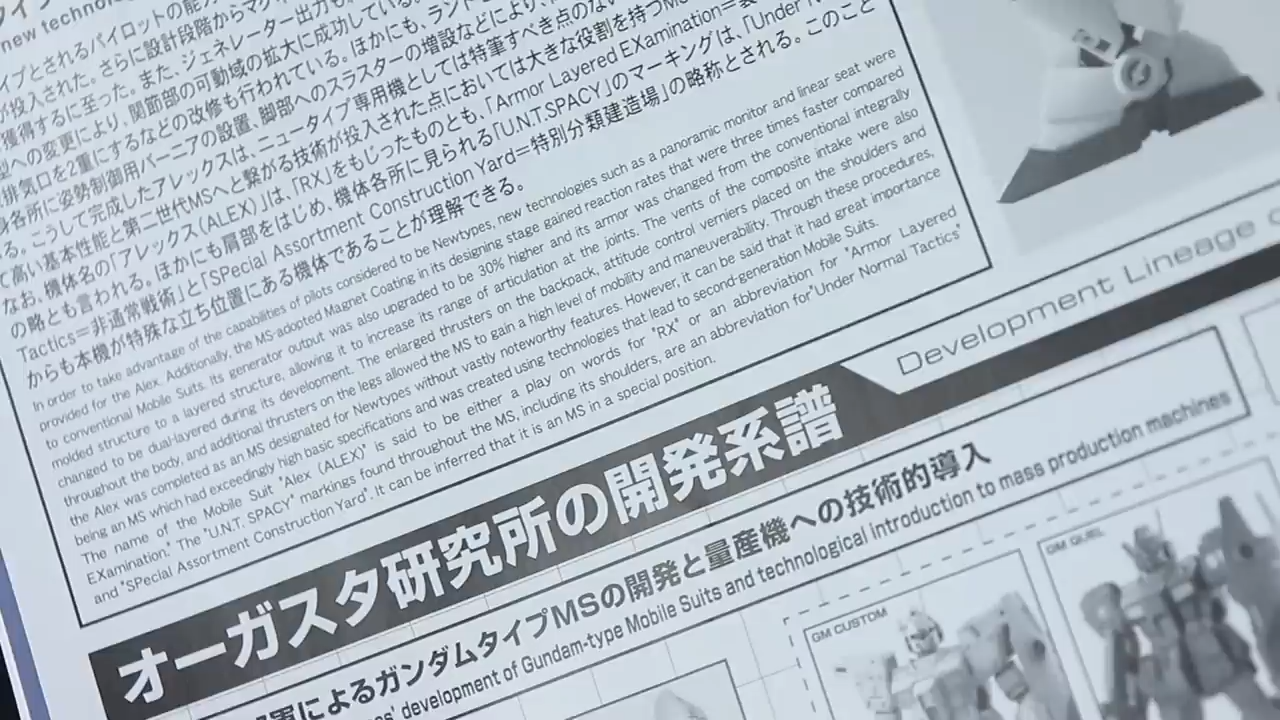 new technolo
イプとされるパイロットの能力
が投入された。さらに設計段階からマグ
獲得するに至った。また、ジェネレーター出力も
型への変更により、関節部の可動域の拡大に成功している。
排気口を2重にするなどの改修も行われている。ほかにも、ランド
身各所に姿勢制御用バーニアの設置、脚部へのスラスターの増設などにより、
る。こうして完成したアレックスは、ニュータイプ専用機としては特筆すべき点のな
て高い基本性能と第二世代MSへと繋がる技術が投入された点においては大きな役割を持つMS
なお、機体名の「アレックス(ALEX)」は、「RX」をもじったものとも、「Armor Layered EXamination=
の略とも言われる。ほかにも肩部をはじめ、機体各所に見られる「U.N.T.SPACY」のマーキングは、「Under N
Tactics=非通常戦術」と「SPecial Assortment Construction Yard=特別分類建造場」の略称とされる。このこと
からも本機が特殊な立ち位置にある機体であることが理解できる。
In order to take advantage of the capabilities of pilots considered to be Newtypes, new technologies such as a panoramic monitor and linear seat were
provided for the Alex. Additionally, the MS adopted Magnet Coating in its designing stage gained reaction rates that were three times faster compared
to conventional Mobile Suits. Its generator output was also upgraded to be 30% higher and its armor was changed from the conventional integrally
molded structure to a layered structure, allowing it to increase its range of articulation at the joints. The vents of the composite intake were also
changed to be dual-layered during its development. The enlarged thrusters on the backpack, attitude control verniers placed on the shoulders and
throughout the body, and additional thrusters on the legs allowed the MS to gain a high level of mobility and maneuverability. Through these procedures,
the Alex was completed as an MS designated for Newtypes without vastly noteworthy features. However, it can be said that it had great importance
being an MS which had exceedingly high basic specifications and was created using technologies that lead to second-generation Mobile Suits.
The name of the Mobile Suit "Alex (ALEX)" is said to be either a play on words for "RX" or an abbreviation for "Armor Layered
EXamination." The "U.N.T. SPACY" markings found throughout the MS, including its shoulders, are an abbreviation for"Under Normal Tactics"
and "SPecial Assortment Construction Yard". It can be inferred that it is an MS in a special position.
オーガスタ研究所の開発系譜
Development Lineage
軍によるガンダムタイプMSの開発と量産機への技術的導入
es' development of Gundam-type Mobile Suits and technological introduction to mass production machines
GM CUSTOM
GM QUEL